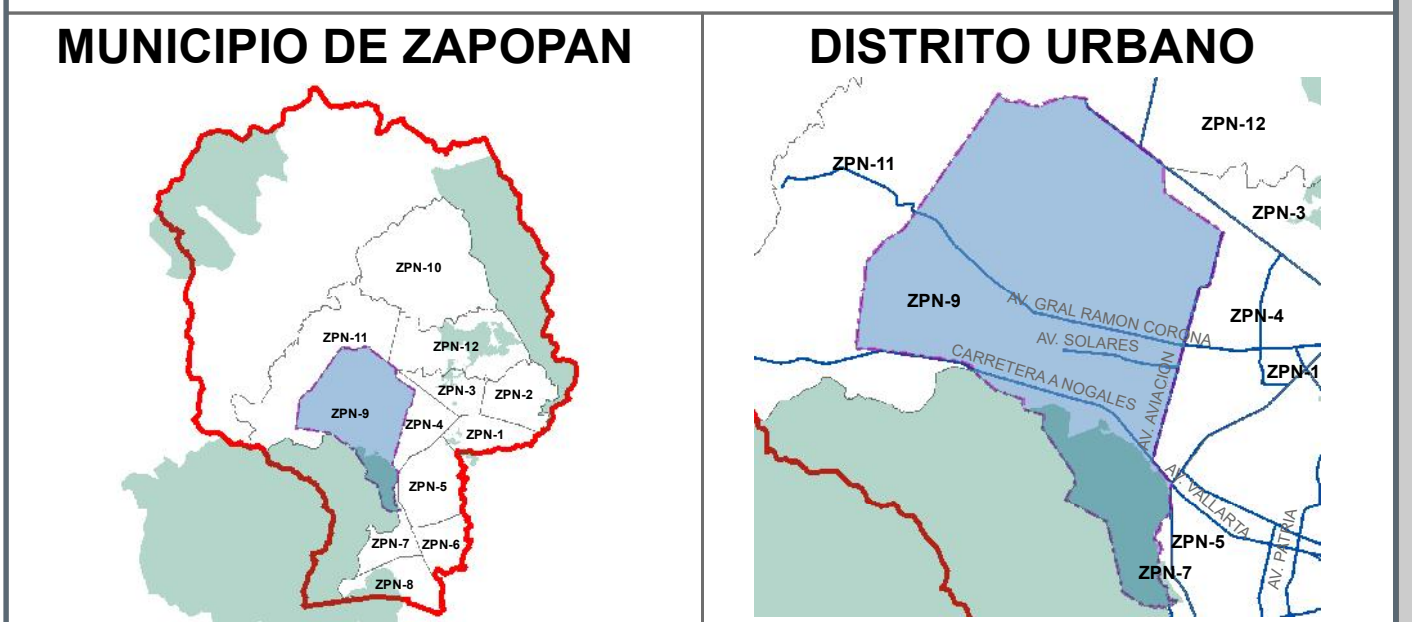 MUNICIPIO DE ZAPOPAN
ZPN-10
ZPN-11
ZPN-12
ZPN-3
ZPN-2
ZPN-9
ZPN-4
ZPN-1
ZPN-5
ZPN-7
ZPN-6
ZPN-8
DISTRITO URBANO
ZPN-12
ZPN-11
ZPN-3
ZPN-9
AV. GRAL RAMON CORONA
ZPN-4
AV. SOLARES
CARRETERA A NOGALES
AV. AVIACION
ZPN-1
AV. VALLARTA
AV. PATRIA
ZPN-5
ZPN-7